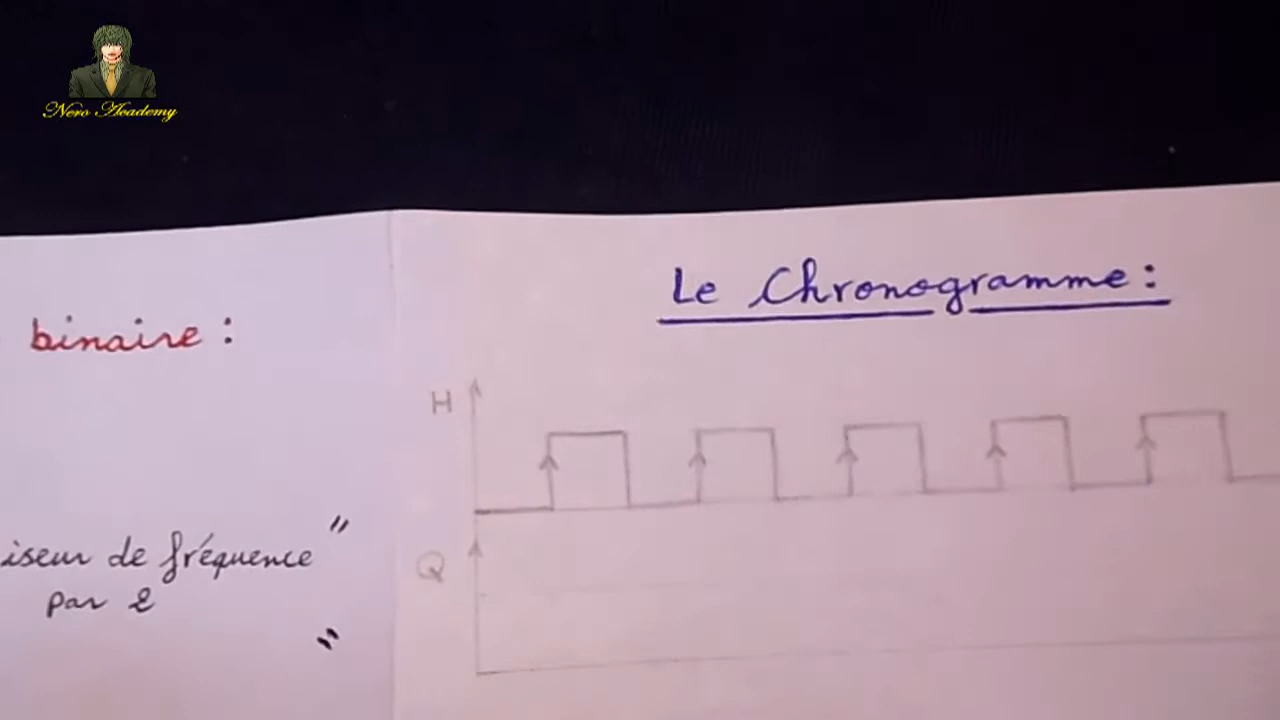 Nero Academy
Le Chronogramme :
binaire :
H
"
iseur de fréquence
Q
par 2
"